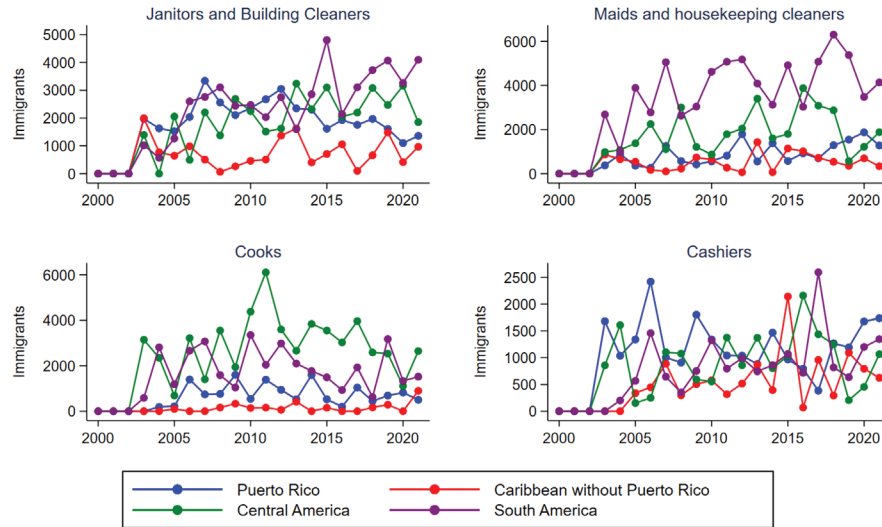 Janitors and Building Cleaners
Immigrants
5000
4000
3000
2000
1000
0
2000 2005 2010 2015 2020
Maids and housekeeping cleaners
Immigrants
6000
4000
2000
0
2000 2005 2010 2015 2020
Cooks
Immigrants
6000
4000
2000
0
2000 2005 2010 2015 2020
Cashiers
Immigrants
2500
2000
1500
1000
500
0
2000 2005 2010 2015 2020
Puerto Rico Caribbean without Puerto Rico
Central America South America